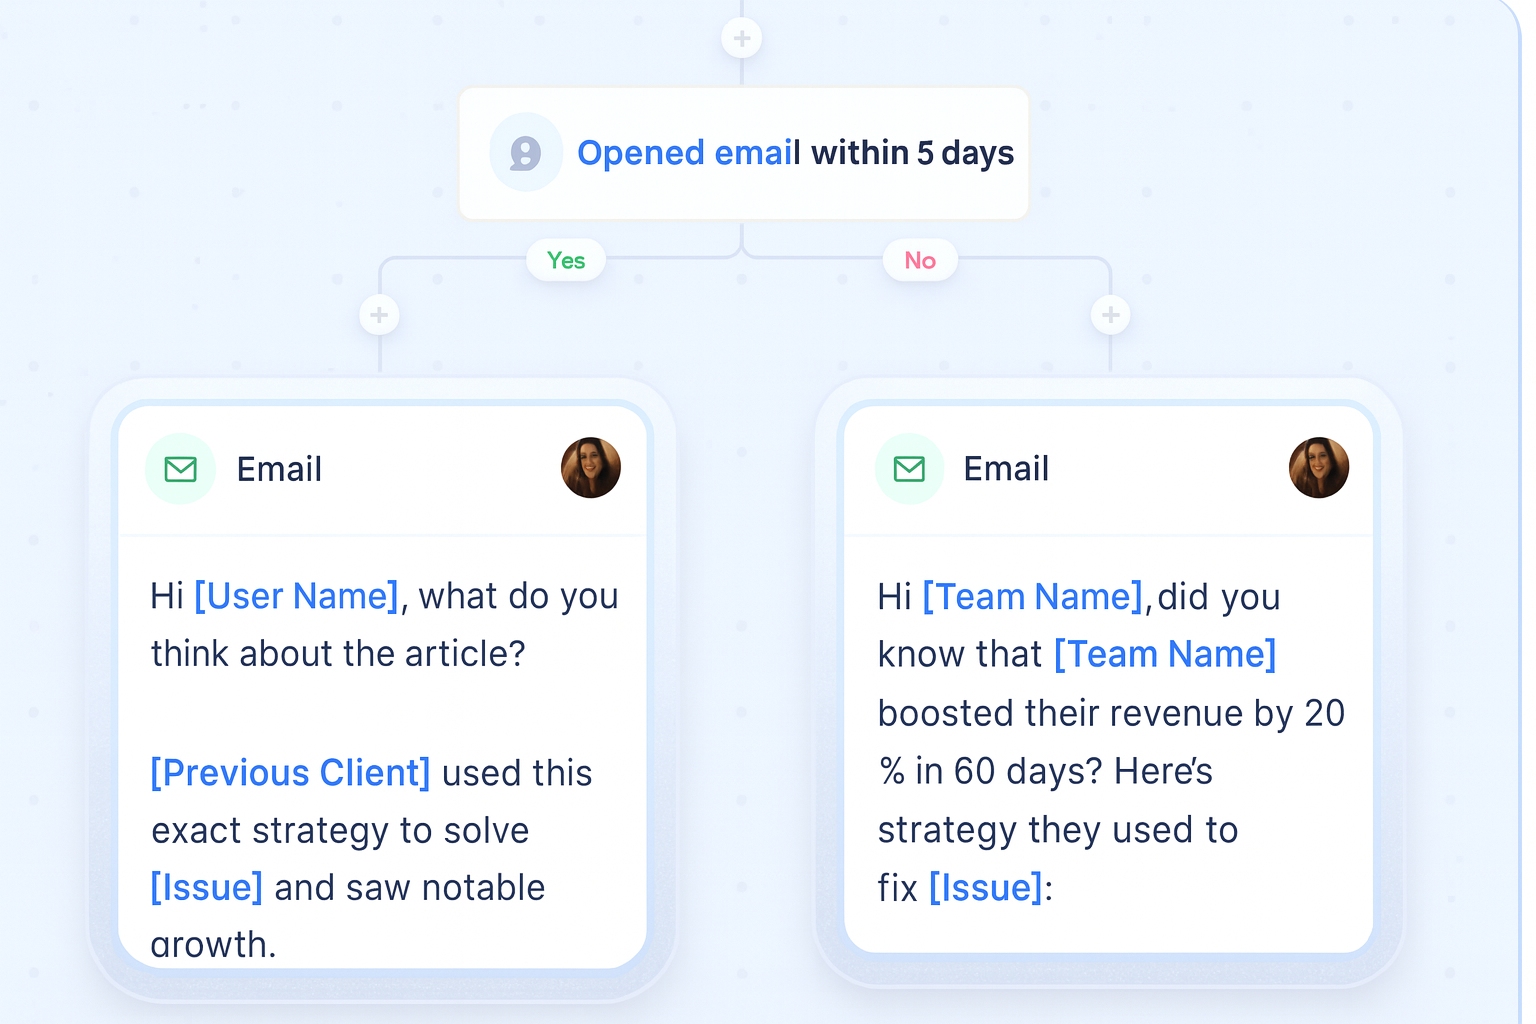 Opened email within 5 days
Yes
No
Email
Hi [User Name], what do you
think about the article?
[Previous Client] used this
exact strategy to solve
[Issue] and saw notable
growth.
Email
Hi [Team Name], did you
know that [Team Name]
boosted their revenue by 20
% in 60 days? Here’s
strategy they used to
fix [Issue]: